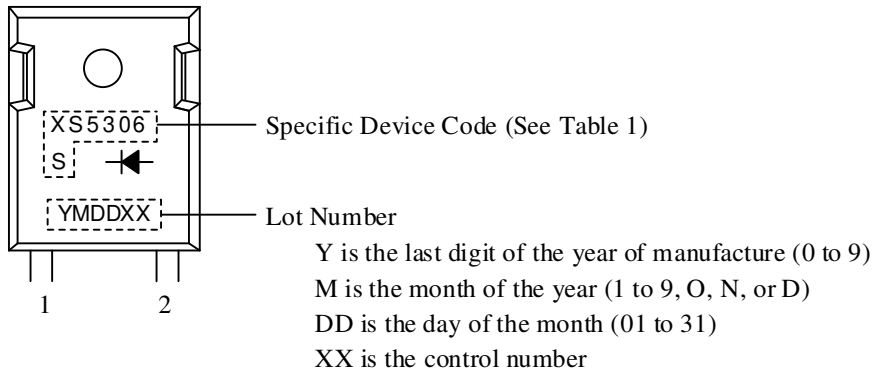 XS5306
Specific Device Code (See Table 1)
S
YMDDXX
Lot Number
Y is the last digit of the year of manufacture (0 to 9)
M is the month of the year (1 to 9, O, N, or D)
DD is the day of the month (01 to 31)
XX is the control number
1
2